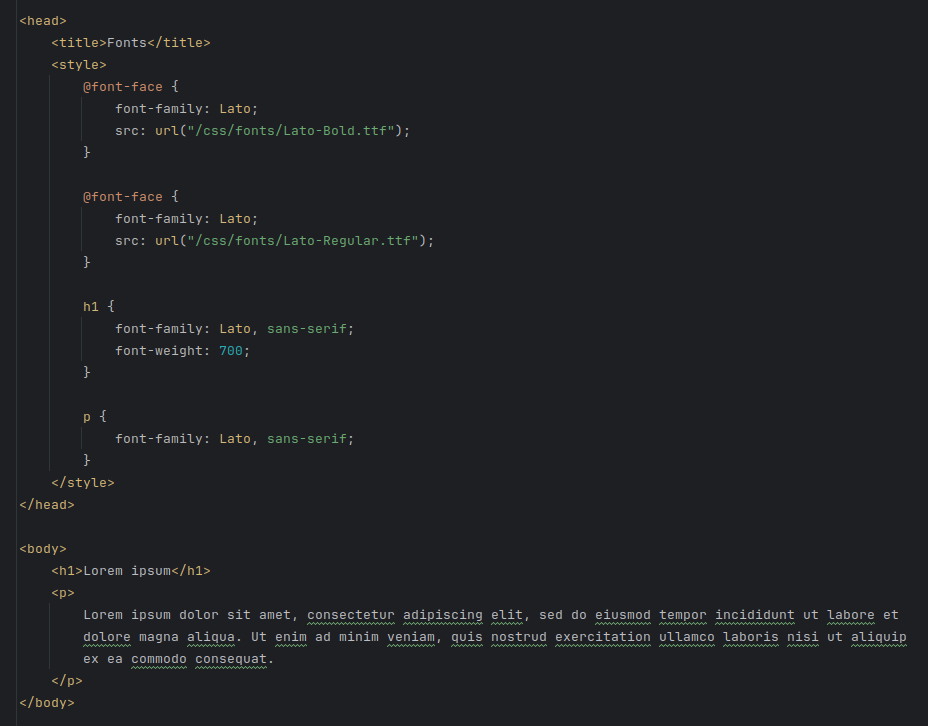 <head>
    <title>Fonts</title>
    <style>
        @font-face {
            font-family: Lato;
            src: url("/css/fonts/Lato-Bold.ttf");
        }

        @font-face {
            font-family: Lato;
            src: url("/css/fonts/Lato-Regular.ttf");
        }

        h1 {
            font-family: Lato, sans-serif;
            font-weight: 700;
        }

        p {
            font-family: Lato, sans-serif;
        }
    </style>
</head>

<body>
    <h1>Lorem ipsum</h1>
    <p>
        Lorem ipsum dolor sit amet, consectetur adipiscing elit, sed do eiusmod tempor incididunt ut labore et
        dolore magna aliqua. Ut enim ad minim veniam, quis nostrud exercitation ullamco laboris nisi ut aliquip
        ex ea commodo consequat.
    </p>
</body>